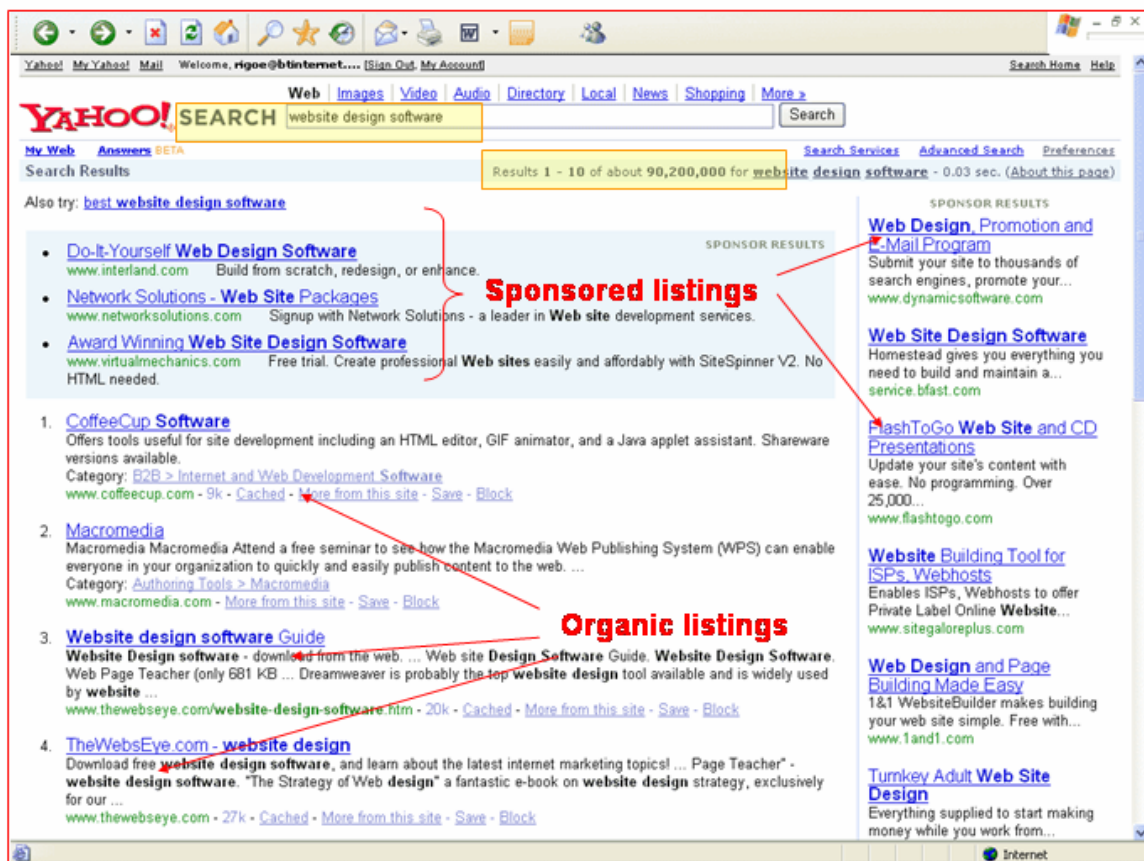 Yahoo! My Yahoo! Mail Welcome, rigoe@btinternet.... [Sign Out, My Account] Search Home Help
Web Images Video Audio Directory Local News Shopping More »
YAHOO! SEARCH website design software Search
My Web Answers BETA Search Services Advanced Search Preferences
Search Results Results 1 - 10 of about 90,200,000 for website design software - 0.03 sec. (About this page)
Also try: best website design software
SPONSOR RESULTS
Do-It-Yourself Web Design Software
www.interland.com Build from scratch, redesign, or enhance.
Network Solutions - Web Site Packages
www.networksolutions.com Signup with Network Solutions - a leader in Web site development services.
Award Winning Web Site Design Software
www.virtualmechanics.com Free trial. Create professional Web sites easily and affordably with SiteSpinner V2. No
HTML needed.
Sponsored listings
1. CoffeeCup Software
Offers tools useful for site development including an HTML editor, GIF animator, and a Java applet assistant. Shareware
versions available.
Category: B2B > Internet and Web Development Software
www.coffeecup.com - 9k - Cached - More from this site - Save - Block
2. Macromedia
Macromedia Macromedia Attend a free seminar to see how the Macromedia Web Publishing System (WPS) can enable
everyone in your organization to quickly and easily publish content to the web. ...
Category: Authoring Tools > Macromedia
www.macromedia.com - More from this site - Save - Block
Organic listings
3. Website design software Guide
Website Design software - download from the web. ... Web site Design Software Guide. Website Design Software.
Web Page Teacher (only 681 KB ... Dreamweaver is probably the top website design tool available and is widely used
by website ...
www.thewebseye.com/website-design-software.htm - 20k - Cached - More from this site - Save - Block
4. TheWebsEye.com - website design
Download free website design software, and learn about the latest internet marketing topics! ... Page Teacher" -
website design software. "The Strategy of Web design" a fantastic e-book on website design strategy, exclusively
for our ...
www.thewebseye.com - 27k - Cached - More from this site - Save - Block
SPONSOR RESULTS
Web Design, Promotion and
E-Mail Program
Submit your site to thousands of
search engines, promote your...
www.dynamicsoftware.com
Web Site Design Software
Homestead gives you everything you
need to build and maintain a...
service.bfast.com
FlashToGo Web Site and CD
Presentations
Update your site's content with
ease. No programming. Over
25,000...
www.flashtogo.com
Website Building Tool for
ISPs, Webhosts
Enables ISPs, Webhosts to offer
Private Label Online Website...
www.sitegaloreplus.com
Web Design and Page
Building Made Easy
1&1 WebsiteBuilder makes building
your web site simple. Free with...
www.1and1.com
Turnkey Adult Web Site
Design
Everything supplied to start making
money while you work from...
Internet